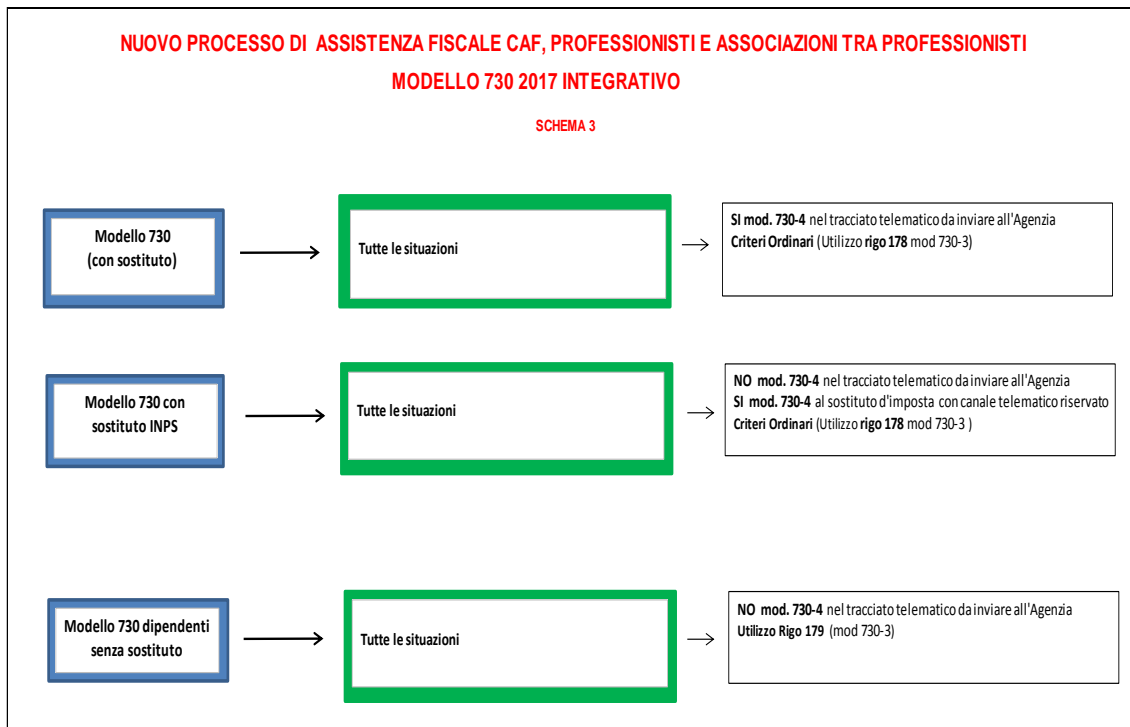 NUOVO PROCESSO DI ASSISTENZA FISCALE CAF, PROFESSIONISTI E ASSOCIAZIONI TRA PROFESSIONISTI
MODELLO 730 2017 INTEGRATIVO
SCHEMA 3
Modello 730
(con sostituto)
Tutte le situazioni
SI mod. 730-4 nel tracciato telematico da inviare all'Agenzia
Criteri Ordinari (Utilizzo rigo 178 mod 730-3)
Modello 730 con
sostituto INPS
Tutte le situazioni
NO mod. 730-4 nel tracciato telematico da inviare all'Agenzia
SI mod. 730-4 al sostituto d'imposta con canale telematico riservato
Criteri Ordinari (Utilizzo rigo 178 mod 730-3 )
Modello 730 dipendenti
senza sostituto
Tutte le situazioni
NO mod. 730-4 nel tracciato telematico da inviare all'Agenzia
Utilizzo Rigo 179 (mod 730-3)